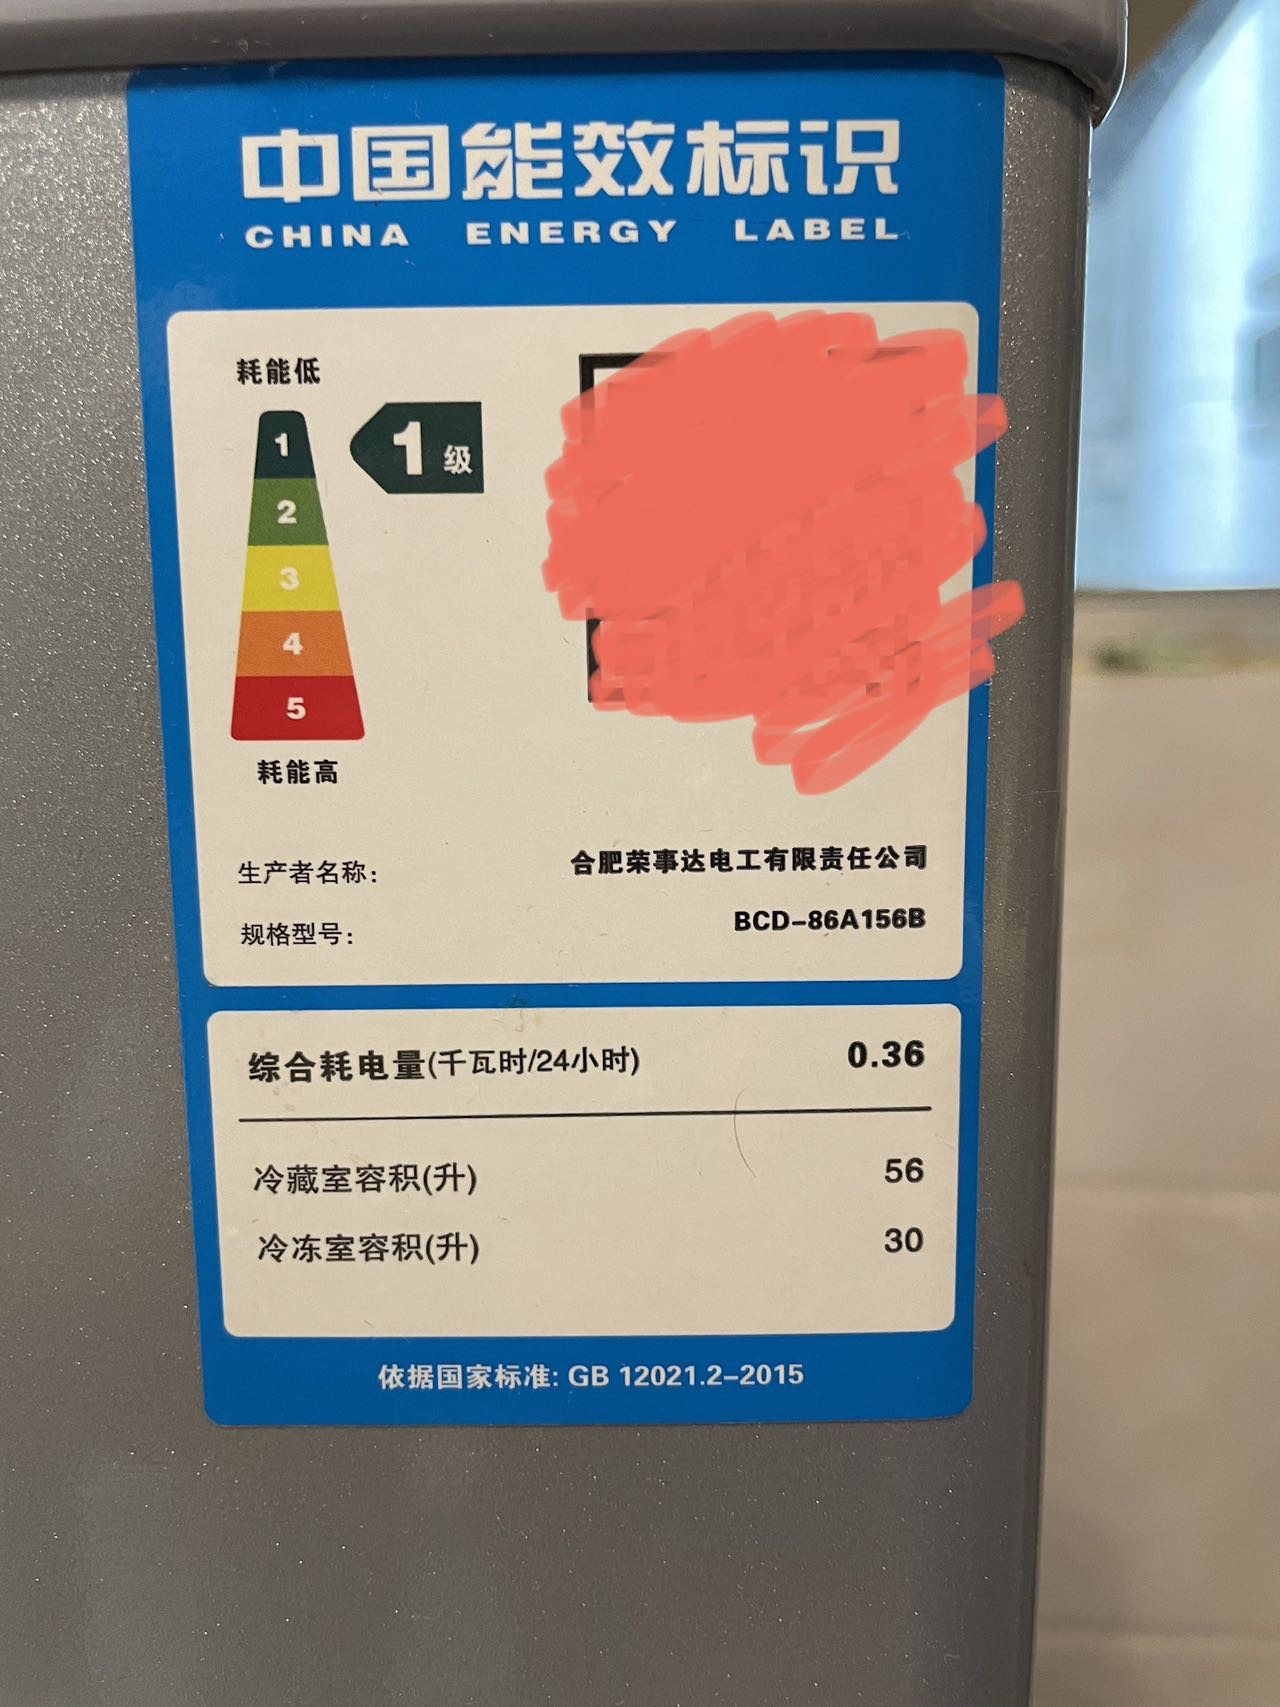 中国能效标识
CHINA ENERGY LABEL
耗能低
1
1级
2
3
4
5
耗能高
生产者名称: 合肥荣事达电工有限责任公司
规格型号: BCD-86A156B
综合耗电量(千瓦时/24小时) 0.36
冷藏室容积(升) 56
冷冻室容积(升) 30
依据国家标准: GB 12021.2-2015